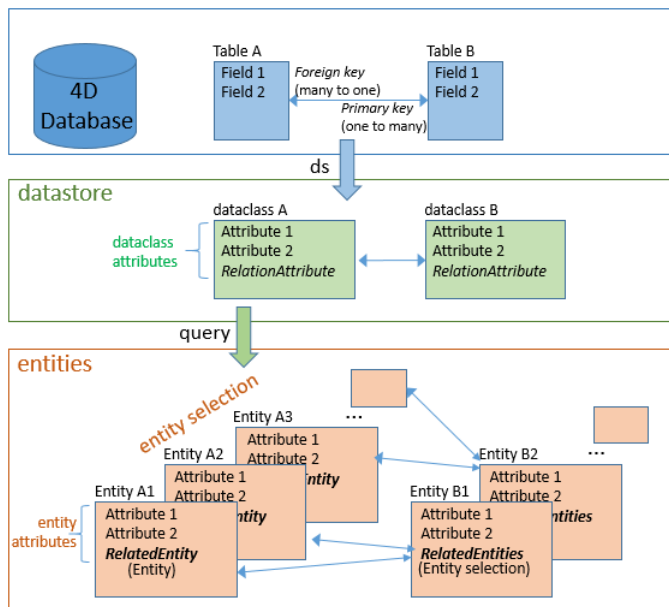 Table A
Table B
4D
Database
Field 1
Field 2
Foreign key
(many to one)
Primary key
(one to many)
Field 1
Field 2
ds
datastore
dataclass A
dataclass B
dataclass
attributes
Attribute 1
Attribute 2
RelationAttribute
Attribute 1
Attribute 2
RelationAttribute
query
entities
entity selection
...
Entity A3
Attribute 1
Attribute 2
Entity
Entity A2
Attribute 1
Attribute 2
Entity
Entity A1
entity
attributes
Attribute 1
Attribute 2
RelatedEntity
(Entity)
...
Entity B2
Attribute 1
Attribute 2
Entities
Entity B1
Attribute 1
Attribute 2
RelatedEntities
(Entity selection)